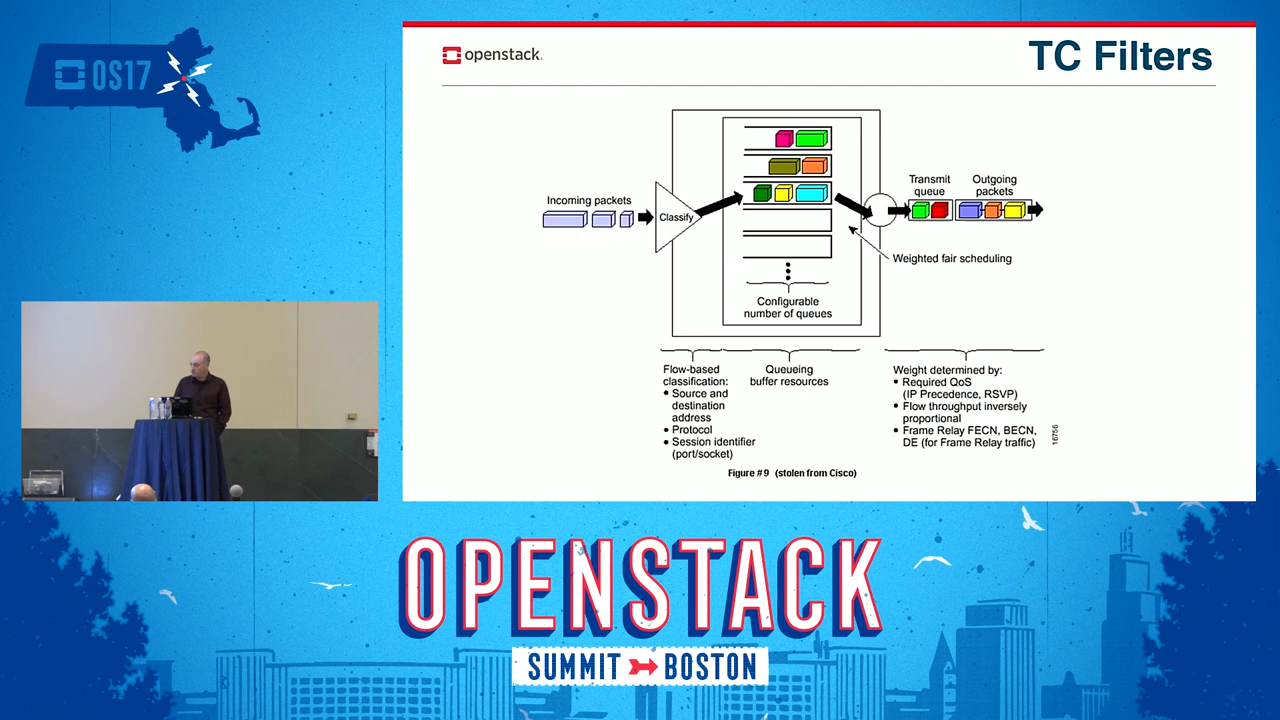 OS17
openstack.
TC Filters
Incoming packets
Classify
Configurable
number of queues
Transmit
queue
Outgoing
packets
Weighted fair scheduling
Flow-based
classification:
• Source and
destination
address
• Protocol
• Session identifier
(port/socket)
Queueing
buffer resources
Weight determined by:
• Required QoS
(IP Precedence, RSVP)
• Flow throughput inversely
proportional
• Frame Relay FECN, BECN,
DE (for Frame Relay traffic)
16756
Figure #9 (stolen from Cisco)
OPENSTACK
SUMMIT BOSTON